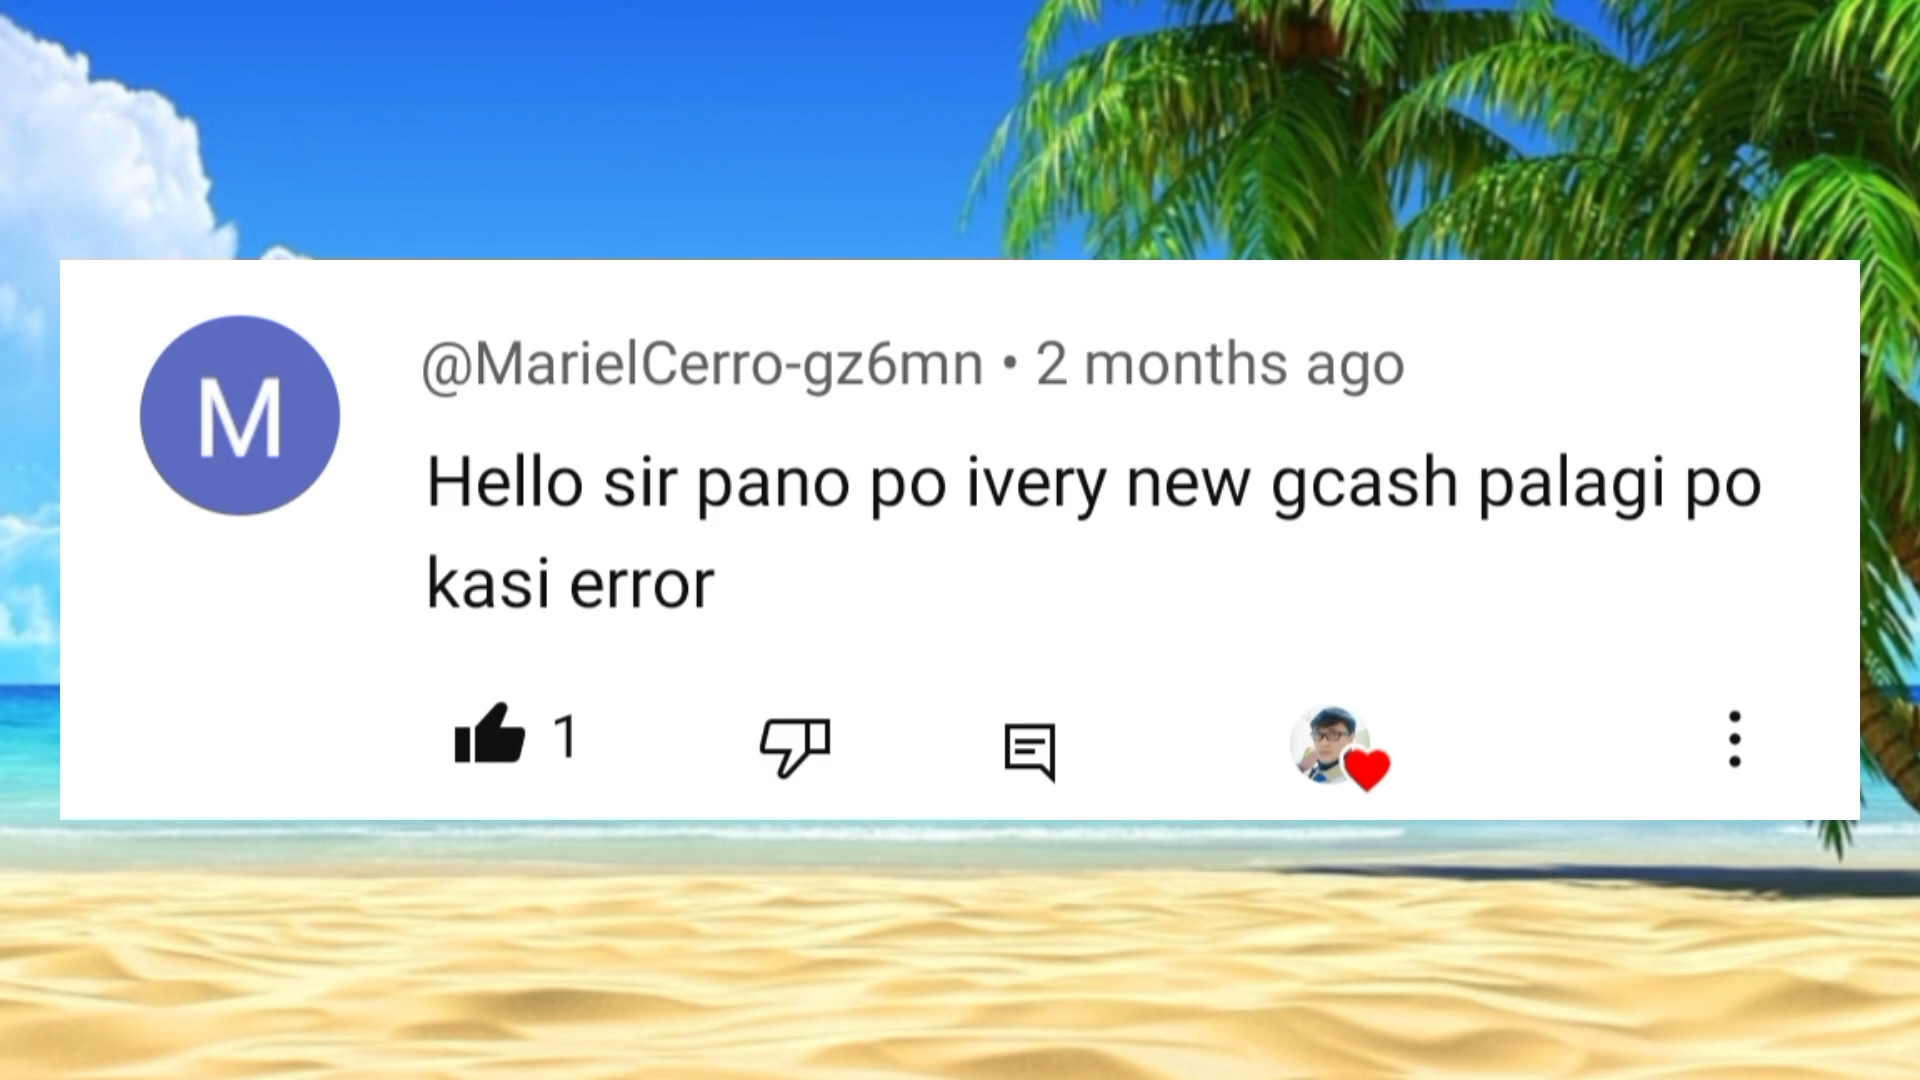 M
@MarielCerro-gz6mn • 2 months ago
Hello sir pano po ivery new gcash palagi po
kasi error
1